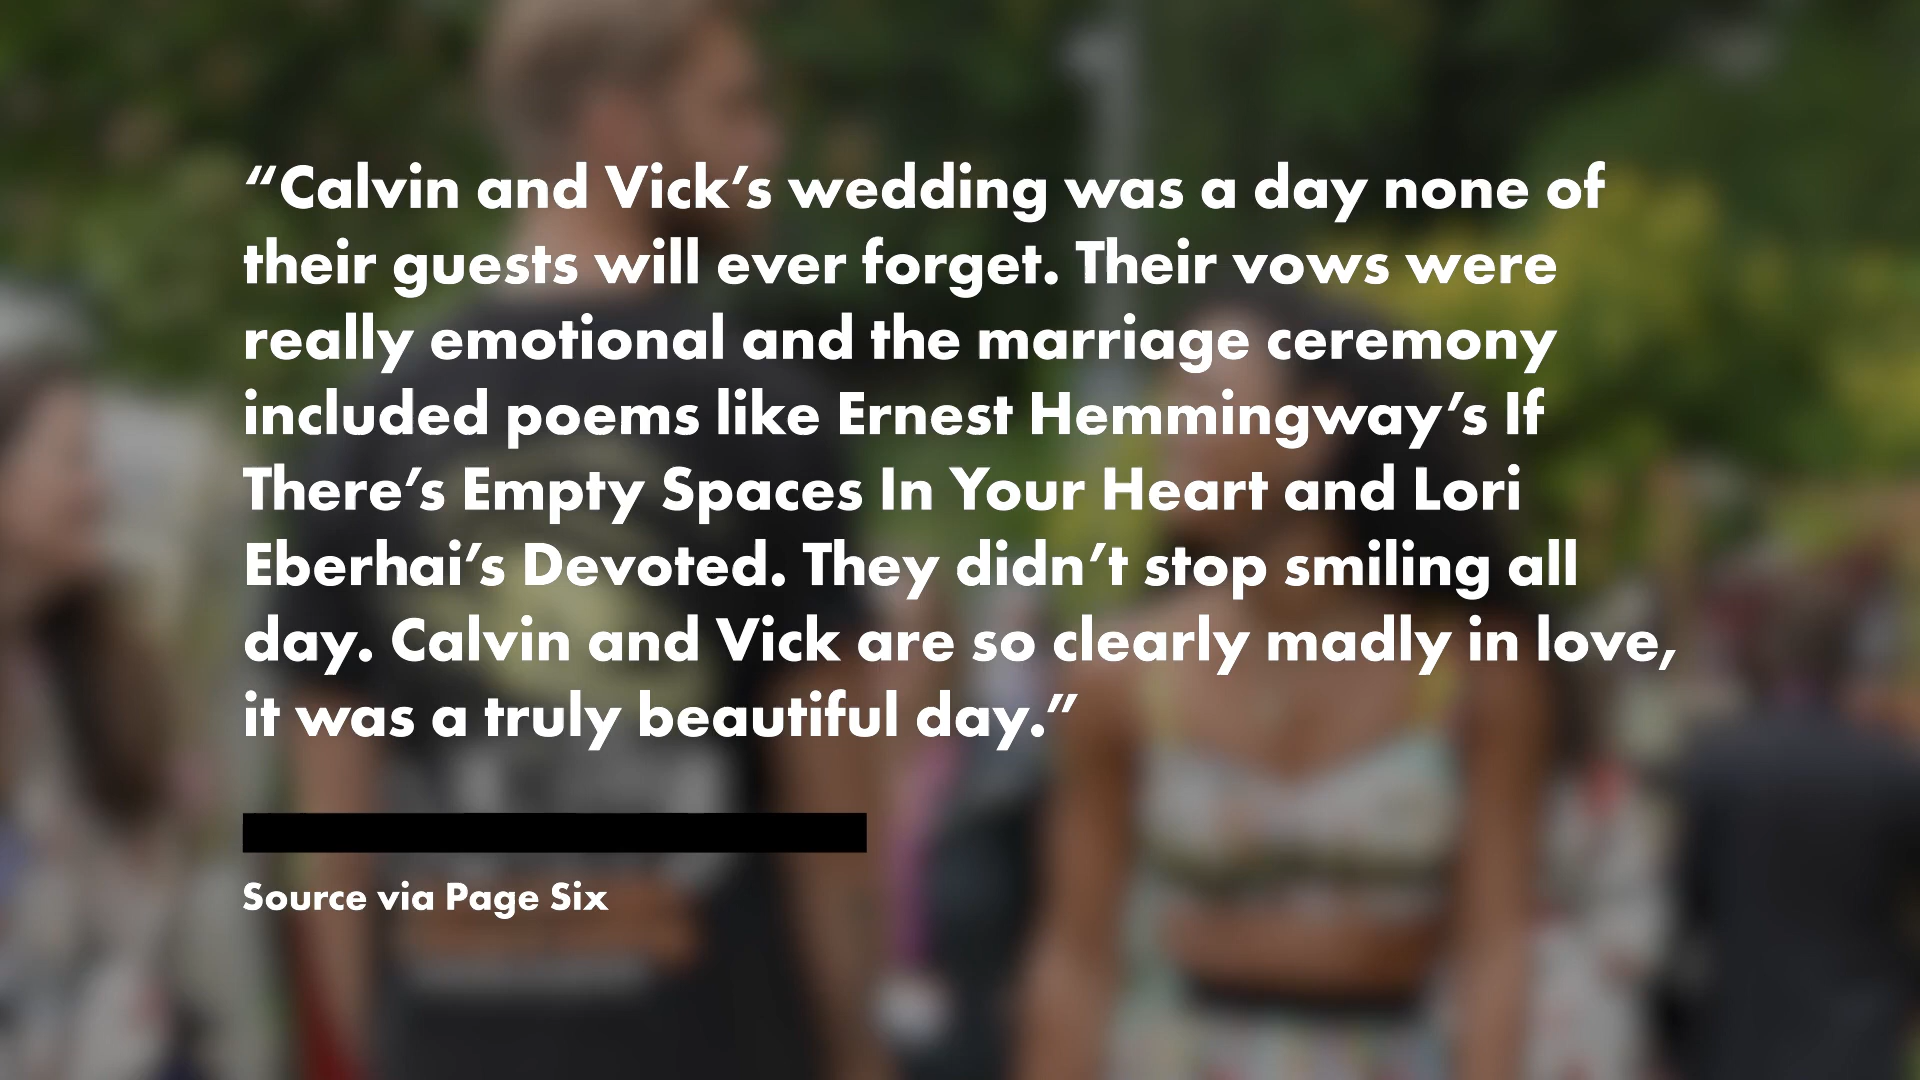 “Calvin and Vick’s wedding was a day none of
their guests will ever forget. Their vows were
really emotional and the marriage ceremony
included poems like Ernest Hemmingway’s If
There’s Empty Spaces In Your Heart and Lori
Eberhai’s Devoted. They didn’t stop smiling all
day. Calvin and Vick are so clearly madly in love,
it was a truly beautiful day.”
Source via Page Six